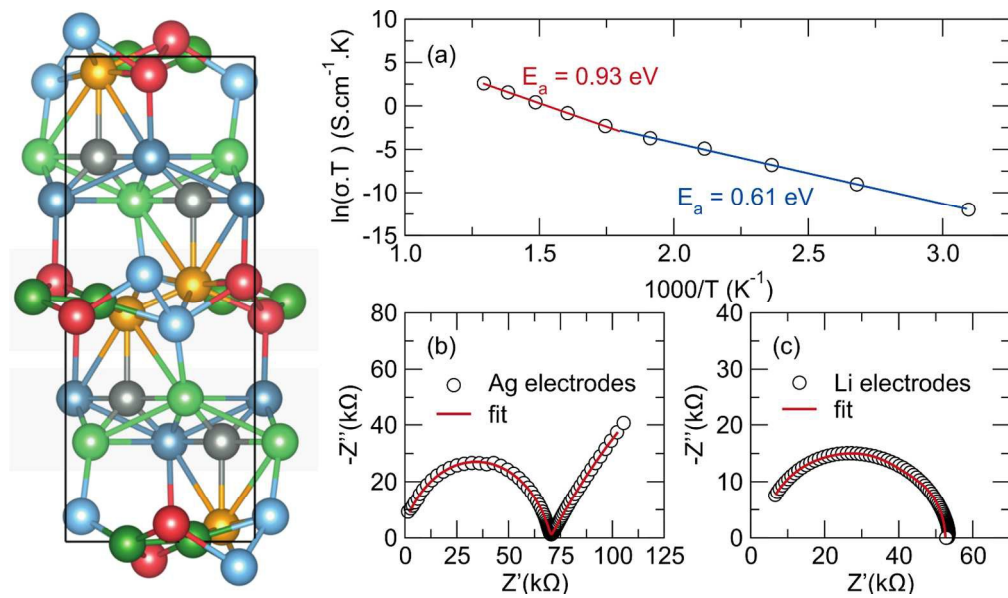 (a)
E_a = 0.93 eV
E_a = 0.61 eV
ln(σ.T ) (S.cm⁻¹.K)
10
5
0
-5
-10
-15
1.0 1.5 2.0 2.5 3.0
1000/T (K⁻¹)
(b)
Ag electrodes
fit
-Z''(kΩ)
80
60
40
20
0
0 25 50 75 100 125
Z'(kΩ)
(c)
Li electrodes
fit
-Z''(kΩ)
40
30
20
10
0
0 20 40 60 80
Z'(kΩ)